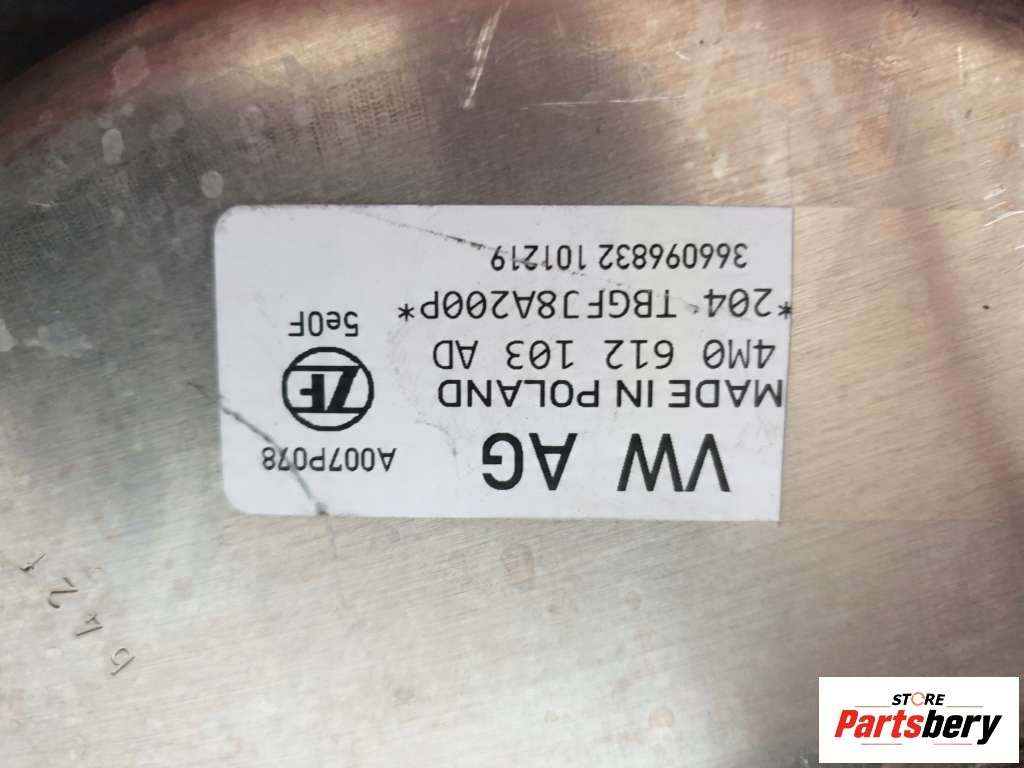 VW AG
A007P078
MADE IN POLAND
ZF
4M0 612 103 AD
5e0F
*204 TBGFJ8A200P*
366096832 101219
STORE
Partsbery